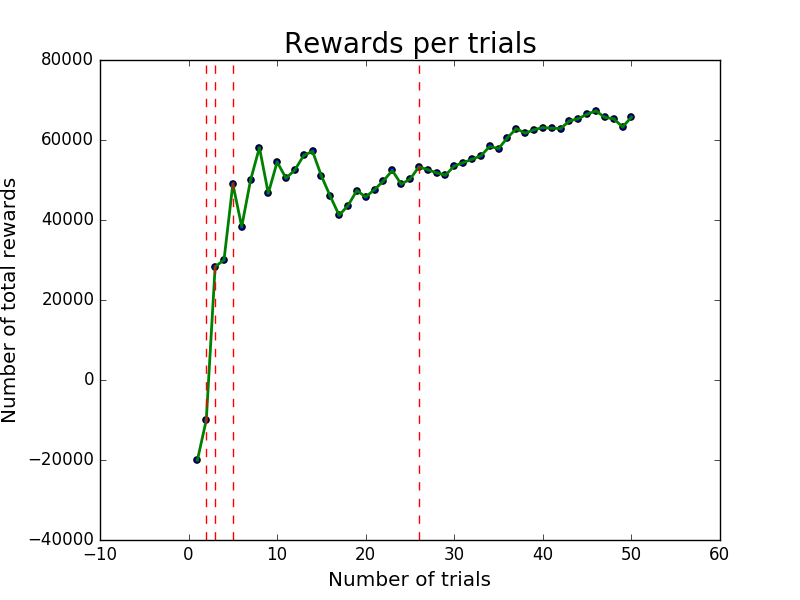 Rewards per trials
80000
60000
40000
20000
0
−20000
−40000
−10 0 10 20 30 40 50 60
Number of total rewards
Number of trials